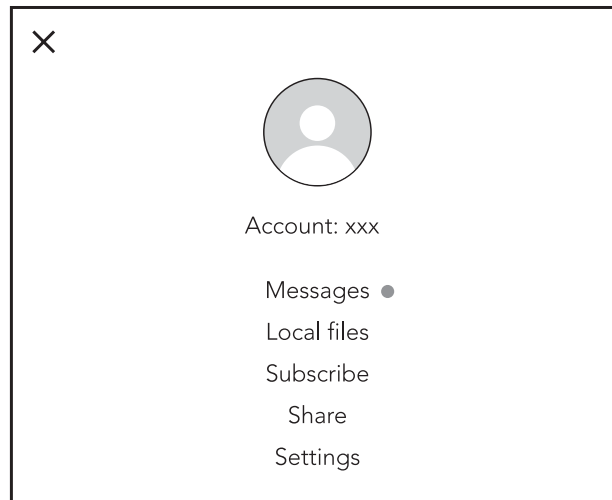 Account: xxx
Messages
Local files
Subscribe
Share
Settings